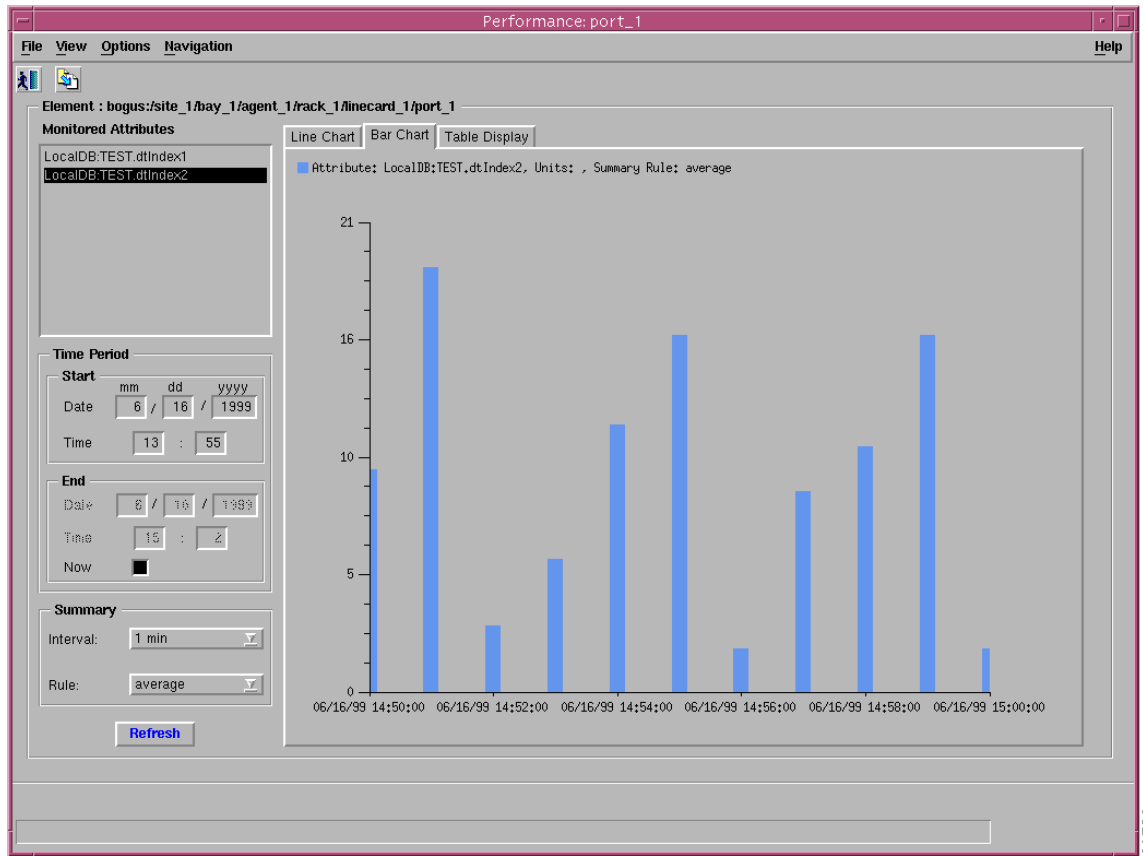 Performance: port_1
File View Options Navigation Help
Element : bogus:/site_1/bay_1/agent_1/rack_1/linecard_1/port_1
Monitored Attributes
LocalDB:TEST.dtIndex1
LocalDB:TEST.dtIndex2
Line Chart Bar Chart Table Display
Attribute: LocalDB:TEST.dtIndex2, Units: , Summary Rule: average
21
16
10
5
0
06/16/99 14:50:00 06/16/99 14:52:00 06/16/99 14:54:00 06/16/99 14:56:00 06/16/99 14:58:00 06/16/99 15:00:00
Time Period
Start
mm dd yyyy
Date 6 / 16 / 1999
Time 13 : 55
End
Date 6 / 16 / 1999
Time 15 : 2
Now
Summary
Interval: 1 min
Rule: average
Refresh